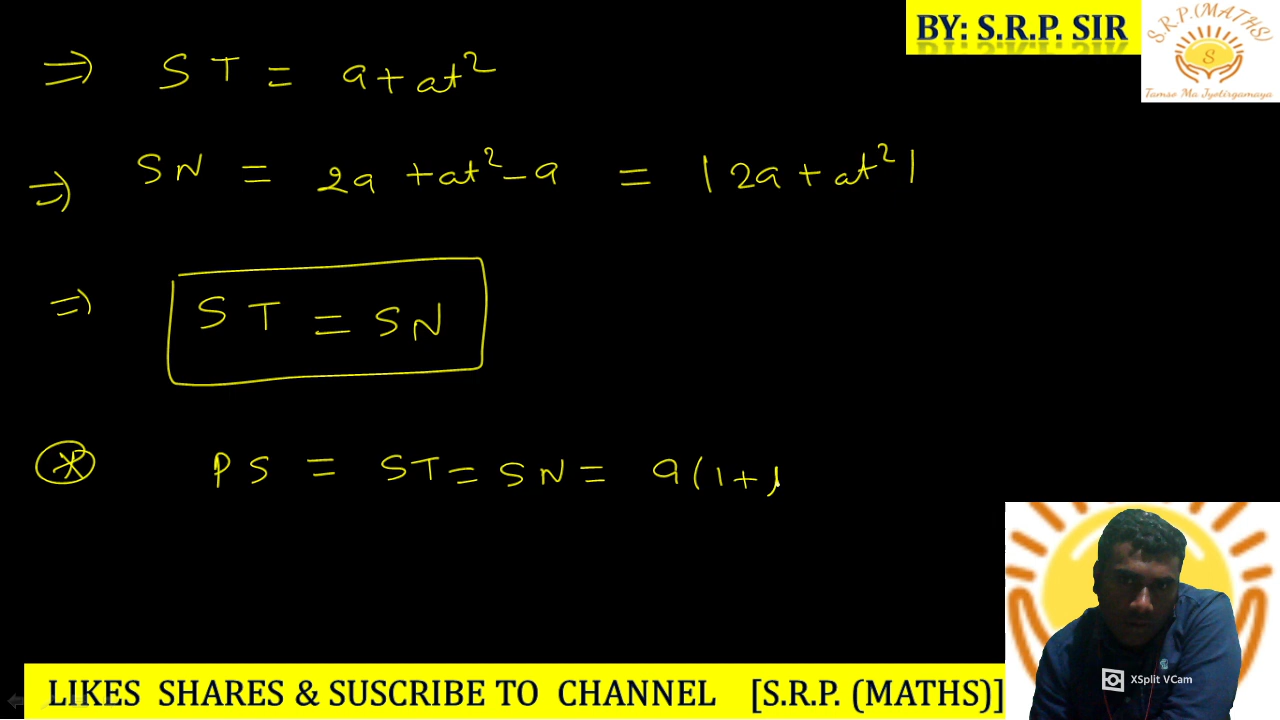 BY: S.R.P. SIR
S.R.P.(MATHS)
S
Tamso Ma Jyotirgamaya
⇒ ST = a + at²
⇒ SN = 2a + at² - a = |2a + at²|
⇒ ST = SN
* PS = ST = SN = a(1+
XSplit VCam
LIKES SHARES & SUSCRIBE TO CHANNEL [S.R.P. (MATHS)]